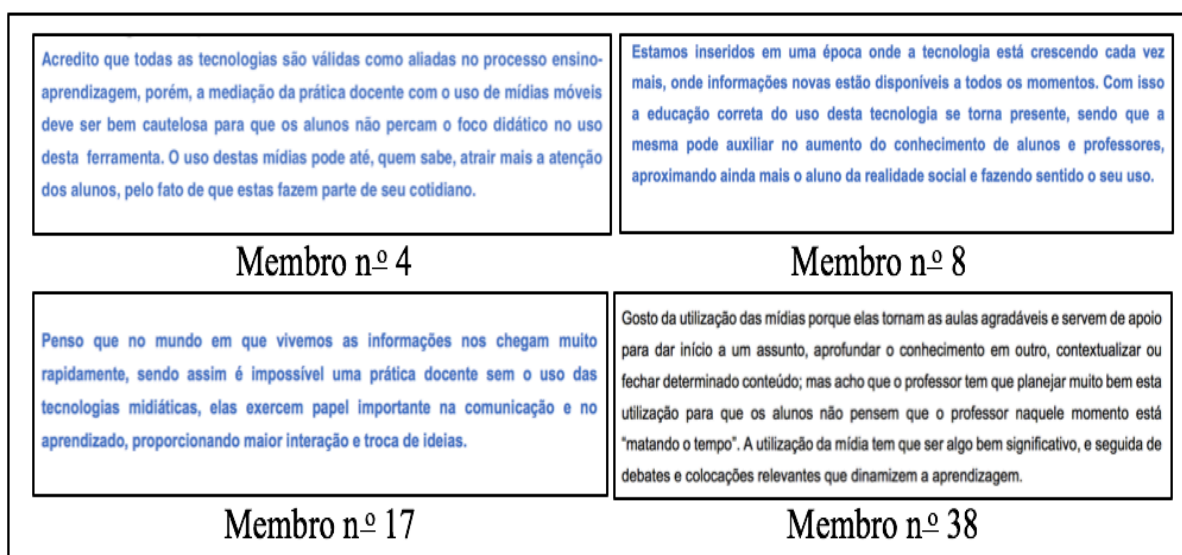 Acredito que todas as tecnologias são válidas como aliadas no processo ensino-
aprendizagem, porém, a mediação da prática docente com o uso de mídias móveis
deve ser bem cautelosa para que os alunos não percam o foco didático no uso
desta ferramenta. O uso destas mídias pode até, quem sabe, atrair mais a atenção
dos alunos, pelo fato de que estas fazem parte de seu cotidiano.
Membro nº 4
Estamos inseridos em uma época onde a tecnologia está crescendo cada vez
mais, onde informações novas estão disponíveis a todos os momentos. Com isso
a educação correta do uso desta tecnologia se torna presente, sendo que a
mesma pode auxiliar no aumento do conhecimento de alunos e professores,
aproximando ainda mais o aluno da realidade social e fazendo sentido o seu uso.
Membro nº 8
Penso que no mundo em que vivemos as informações nos chegam muito
rapidamente, sendo assim é impossível uma prática docente sem o uso das
tecnologias midiáticas, elas exercem papel importante na comunicação e no
aprendizado, proporcionando maior interação e troca de ideias.
Membro nº 17
Gosto da utilização das mídias porque elas tornam as aulas agradáveis e servem de apoio
para dar início a um assunto, aprofundar o conhecimento em outro, contextualizar ou
fechar determinado conteúdo; mas acho que o professor tem que planejar muito bem esta
utilização para que os alunos não pensem que o professor naquele momento está
“matando o tempo”. A utilização da mídia tem que ser algo bem significativo, e seguida de
debates e colocações relevantes que dinamizem a aprendizagem.
Membro nº 38